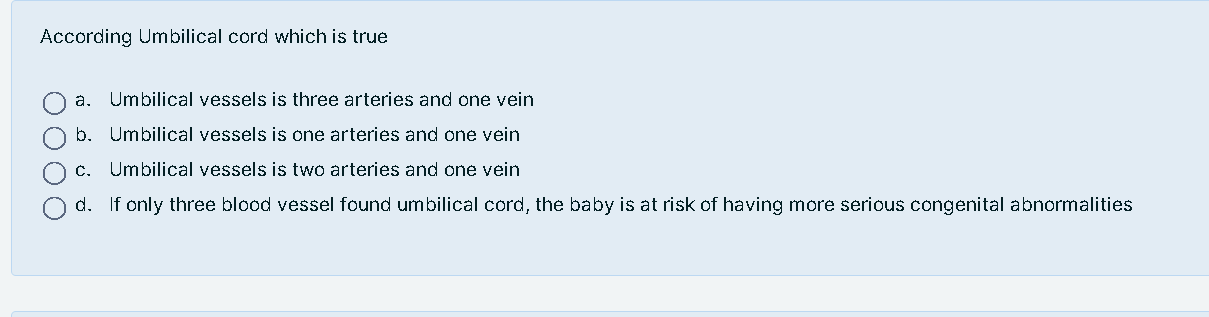 According Umbilical cord which is true
a. Umbilical vessels is three arteries and one vein
b. Umbilical vessels is one arteries and one vein
c. Umbilical vessels is two arteries and one vein
d. If only three blood vessel found umbilical cord, the baby is at risk of having more serious congenital abnormalities